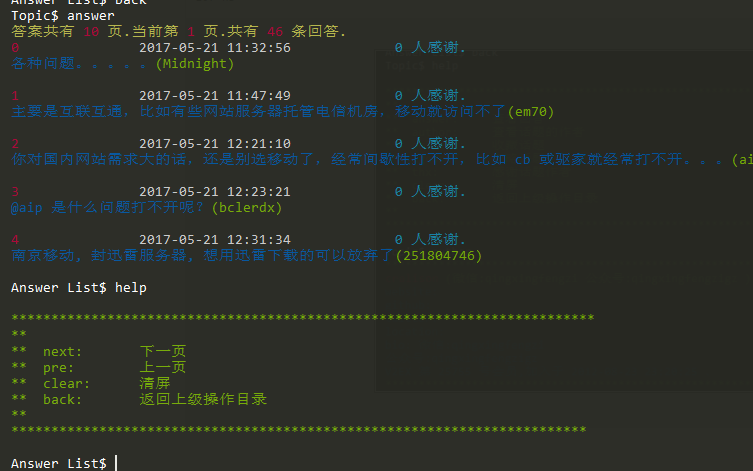 Answer List$ back
Topic$ answer
答案共有 10 页.当前第 1 页.共有 46 条回答.
0 2017-05-21 11:32:56 0 人感谢.
各种问题。。。。。(Midnight)
1 2017-05-21 11:47:49 0 人感谢.
主要是互联互通, 比如有些网站服务器托管电信机房, 移动就访问不了(em70)
2 2017-05-21 12:21:10 0 人感谢.
你对国内网站需求大的话, 还是别选移动了, 经常间歇性打不开, 比如 cb 或驱家就经常打不开。。。(ai
3 2017-05-21 12:23:21 0 人感谢.
@aip 是什么问题打不开呢? (bclerdx)
4 2017-05-21 12:31:34 0 人感谢.
南京移动, 封迅雷服务器, 想用迅雷下载的可以放弃了(251804746)
Answer List$ help
*************************************************************************
**
** next: 下一页
** pre: 上一页
** clear: 清屏
** back: 返回上级操作目录
**
************************************************************************
Answer List$